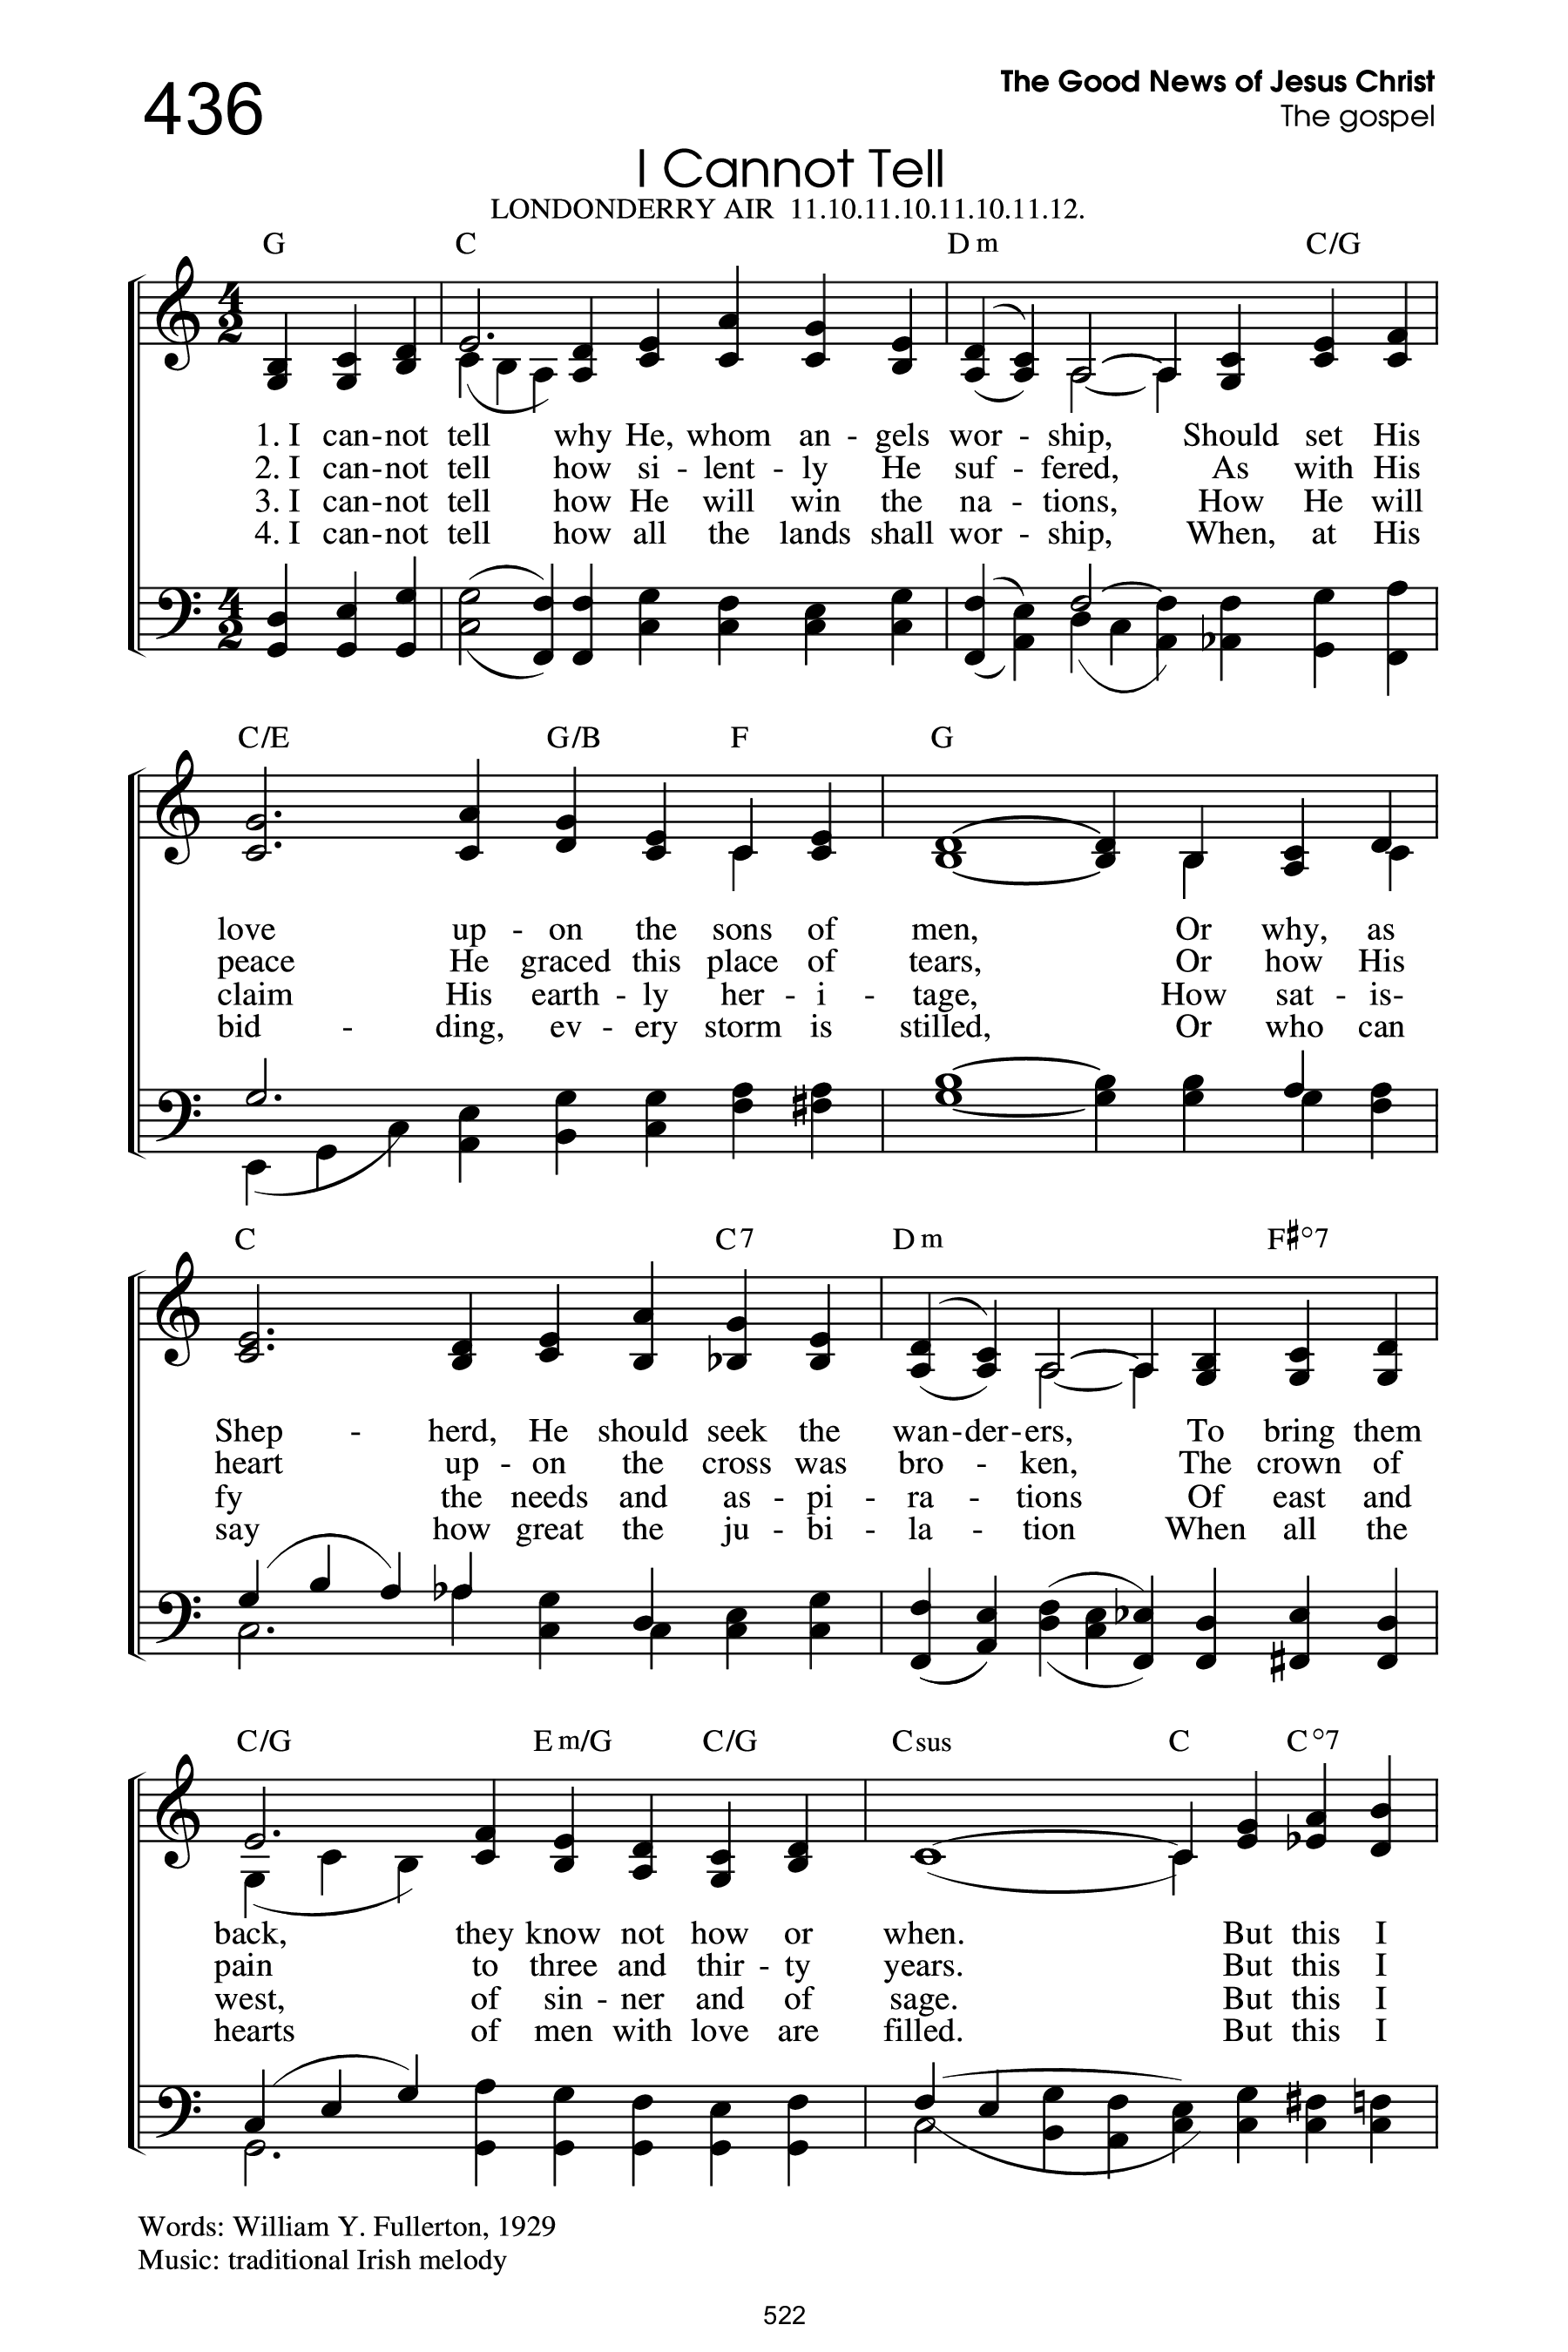 436
The Good News of Jesus Christ
The gospel
I Cannot Tell
LONDONDERRY AIR 11.10.11.10.11.10.11.12.
G C Dm C/G
4/2
1. I can-not tell why He, whom an - gels wor - ship, Should set His
2. I can-not tell how si - lent - ly He suf - fered, As with His
3. I can-not tell how He will win the na - tions, How He will
4. I can-not tell how all the lands shall wor - ship, When, at His
4/2
C/E G/B F G
love up - on the sons of men, Or why, as
peace He graced this place of tears, Or how His
claim His earth - ly her - i - tage, How sat - is-
bid - ding, ev - ery storm is stilled, Or who can
C C7 Dm F♯°7
Shep - herd, He should seek the wan-der-ers, To bring them
heart up - on the cross was bro - ken, The crown of
fy the needs and as - pi - ra - tions Of east and
say how great the ju - bi - la - tion When all the
C/G Em/G C/G Csus C C°7
back, they know not how or when. But this I
pain to three and thir - ty years. But this I
west, of sin - ner and of sage. But this I
hearts of men with love are filled. But this I
Words: William Y. Fullerton, 1929
Music: traditional Irish melody
522